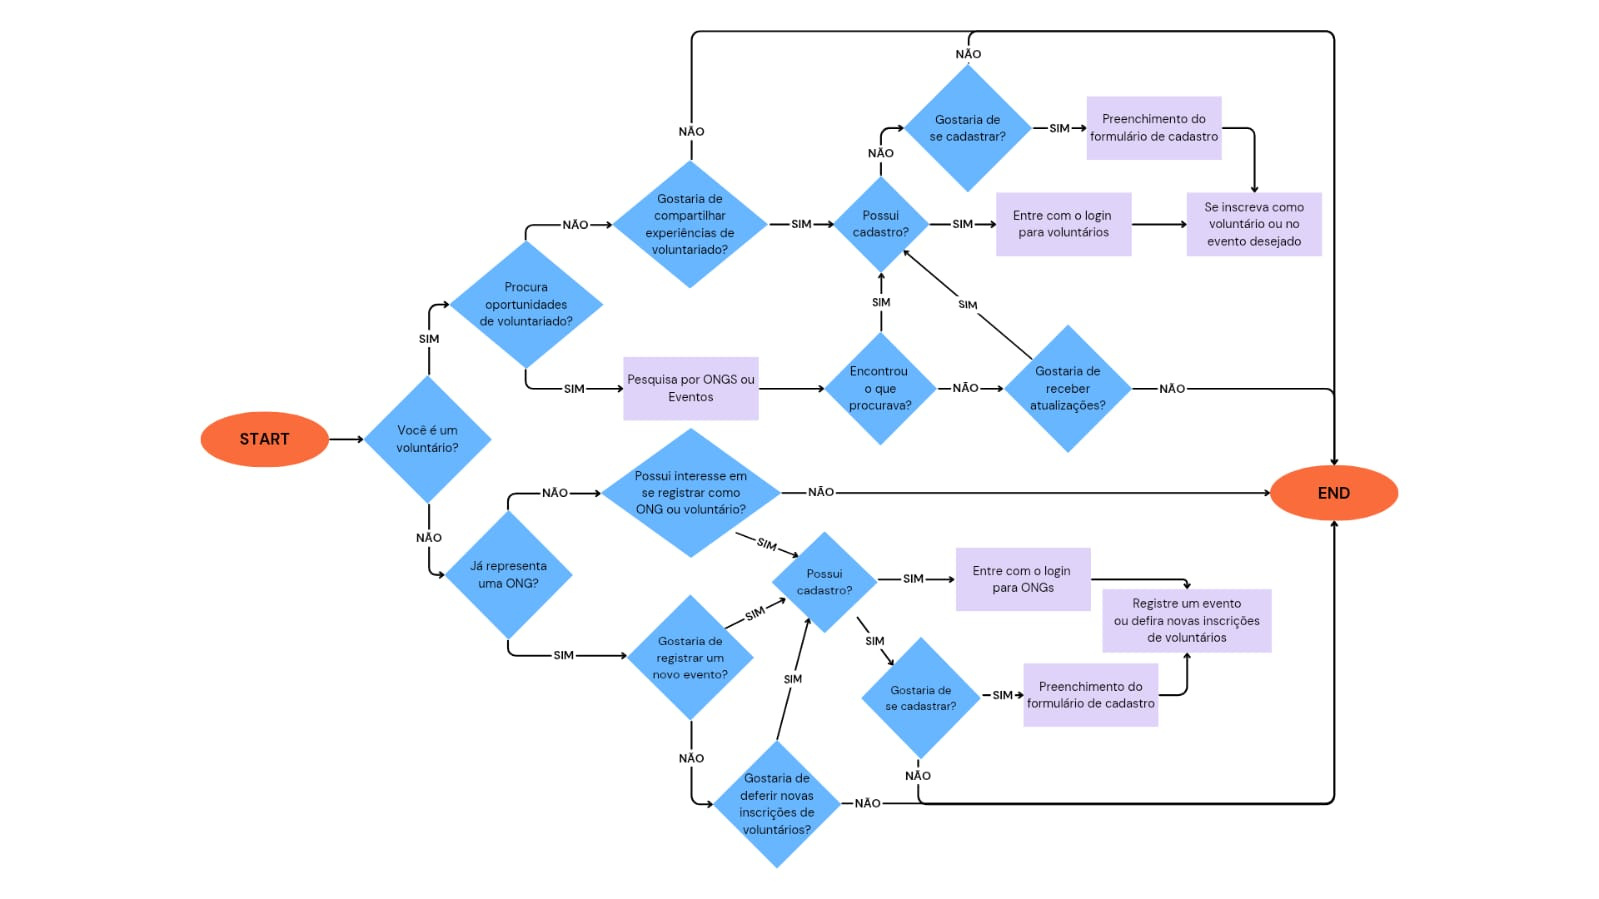 NÃO
NÃO
Gostaria de
se cadastrar?
SIM
Preenchimento do
formulário de cadastro
NÃO
Gostaria de
compartilhar
experiências de
voluntariado?
SIM
Possui
cadastro?
SIM
Entre com o login
para voluntários
Se inscreva como
voluntário ou no
evento desejado
NÃO
Procura
oportunidades
de voluntariado?
SIM
SIM
SIM
SIM
Pesquisa por ONGS ou
Eventos
Encontrou
o que
procurava?
NÃO
Gostaria de
receber
atualizações?
NÃO
START
Você é um
voluntário?
NÃO
NÃO
Possui interesse em
se registrar como
ONG ou voluntário?
NÃO
END
SIM
Já representa
uma ONG?
Possui
cadastro?
SIM
Entre com o login
para ONGs
Registre um evento
ou defira novas inscrições
de voluntários
SIM
SIM
SIM
Gostaria de
registrar um
novo evento?
SIM
Gostaria de
se cadastrar?
SIM
Preenchimento do
formulário de cadastro
NÃO
NÃO
Gostaria de
deferir novas
inscrições de
voluntários?
NÃO